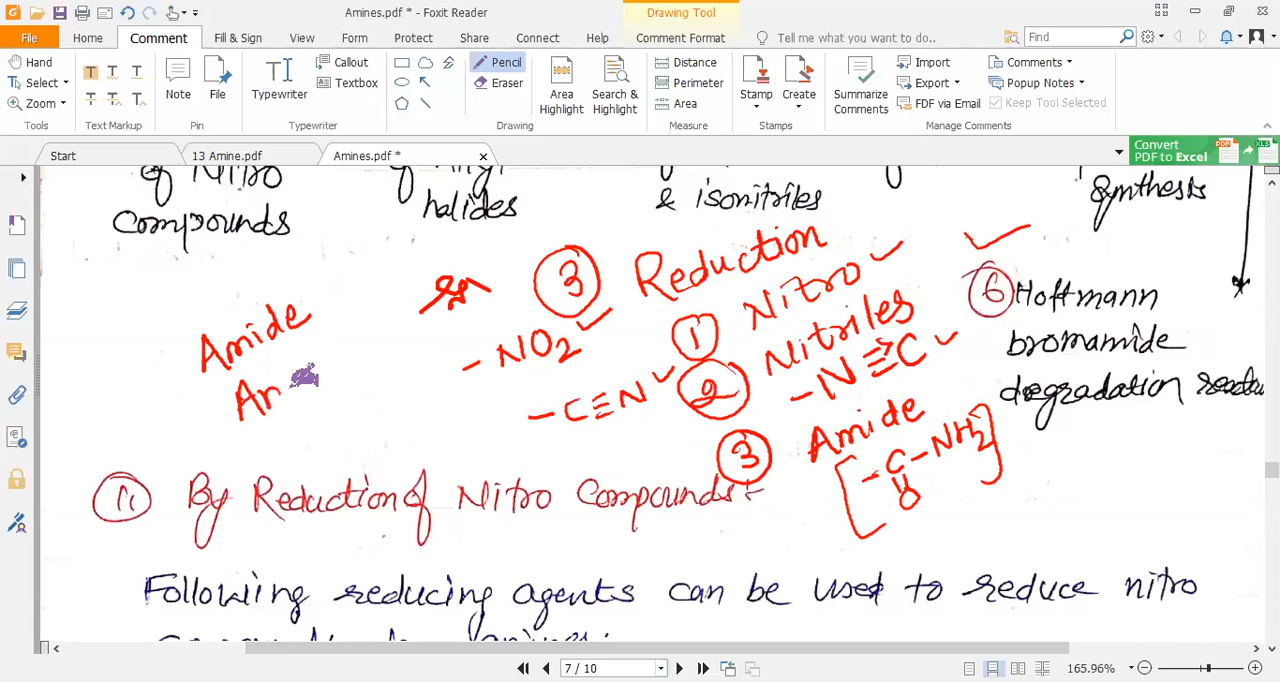 Amines.pdf * - Foxit Reader
Drawing Tool
File
Home
Comment
Fill & Sign
View
Form
Protect
Share
Connect
Help
Comment Format
Tell me what you want to do..
Find
Hand
Select
Zoom
Tools
Text Markup
Note
File
Pin
Typewriter
Callout
Textbox
Typewriter
Pencil
Eraser
Drawing
Area Highlight
Search & Highlight
Distance
Perimeter
Area
Measure
Stamp
Create
Stamps
Summarize Comments
Import
Export
FDF via Email
Comments
Popup Notes
Keep Tool Selected
Manage Comments
Start
13 Amine.pdf
Amines.pdf *
Convert
PDF to Excel
of Nitro
compounds
halides
& isonitriles
synthesis
③ Reduction
① Nitro
- NO2
② Nitriles
- C≡N
- N≡C
③ Amide
- C - NH2
O
Amide
Am
⑥ Hoffmann
bromamide
degradation
By Reduction of Nitro Compounds:-
Following reducing agents can be used to reduce nitro
7 / 10
165.96%